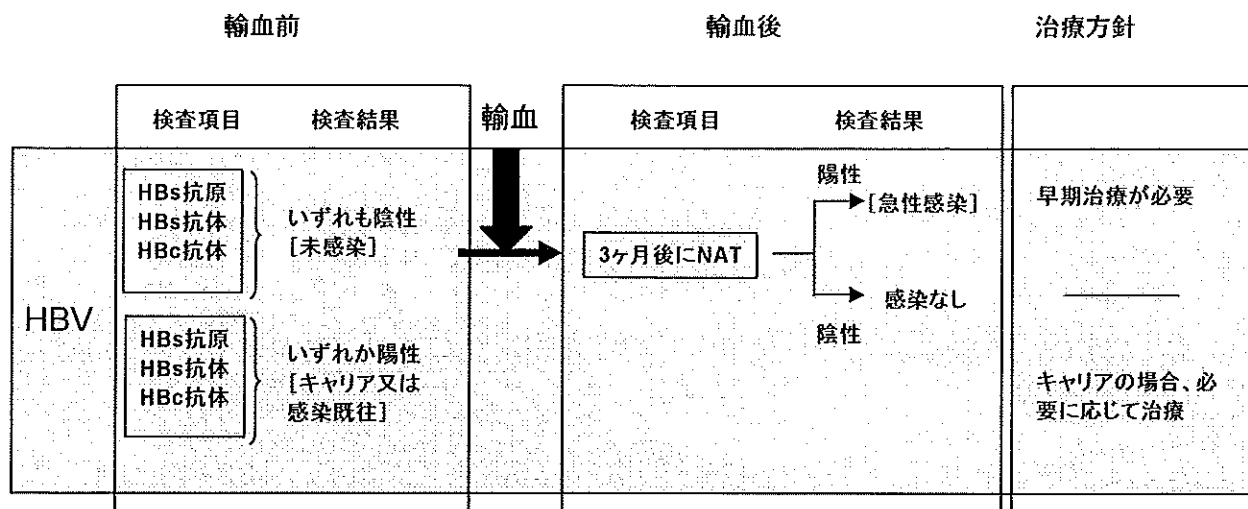 輸血前
輸血後
治療方針
検査項目
検査結果
輸血
検査項目
検査結果
HBV
HBs抗原
HBs抗体
HBc抗体
いずれも陰性
[未感染]
3ヶ月後にNAT
陽性
[急性感染]
感染なし
陰性
早期治療が必要
HBs抗原
HBs抗体
HBc抗体
いずれか陽性
[キャリア又は
感染既往]
キャリアの場合、必
要に応じて治療